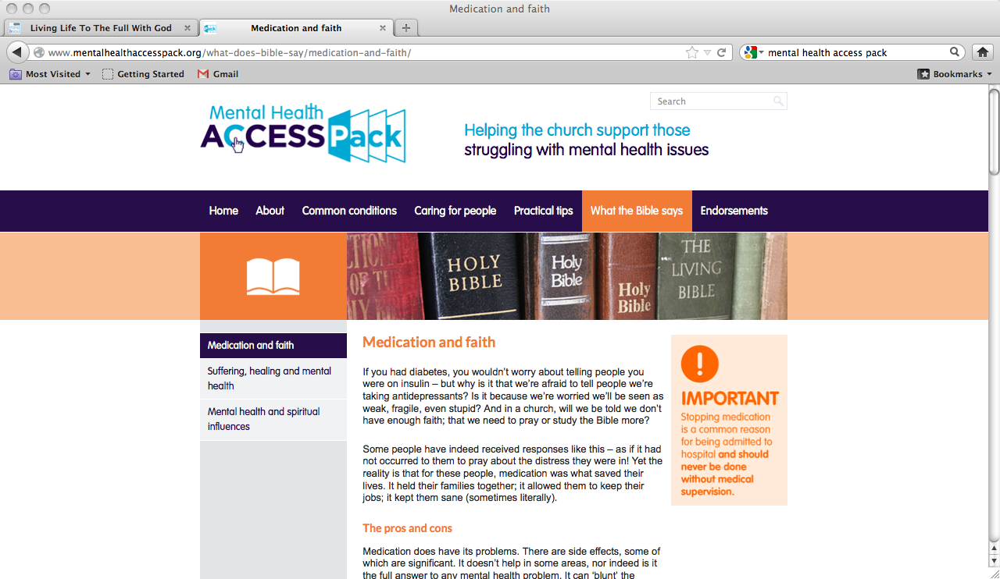 Medication and faith
Living Life To The Full With God
Medication and faith
www.mentalhealthaccesspack.org/what-does-bible-say/medication-and-faith/
mental health access pack
Most Visited
Getting Started
Gmail
Bookmarks
Mental Health
ACCESS Pack
Search
Helping the church support those
struggling with mental health issues
Home
About
Common conditions
Caring for people
Practical tips
What the Bible says
Endorsements
HOLY
BIBLE
Holy
Bible
Holy
Bible
THE
LIVING
BIBLE
Medication and faith
Suffering, healing and mental
health
Mental health and spiritual
influences
Medication and faith
If you had diabetes, you wouldn’t worry about telling people you
were on insulin – but why is it that we’re afraid to tell people we’re
taking antidepressants? Is it because we’re worried we’ll be seen as
weak, fragile, even stupid? And in a church, will we be told we don’t
have enough faith; that we need to pray or study the Bible more?
Some people have indeed received responses like this – as if it had
not occurred to them to pray about the distress they were in! Yet the
reality is that for these people, medication was what saved their
lives. It held their families together; it allowed them to keep their
jobs; it kept them sane (sometimes literally).
The pros and cons
Medication does have its problems. There are side effects, some of
which are significant. It doesn’t help in some areas, nor indeed is it
the full answer to any mental health problem. It can ‘blunt’ the
IMPORTANT
Stopping medication
is a common reason
for being admitted to
hospital and should
never be done
without medical
supervision.